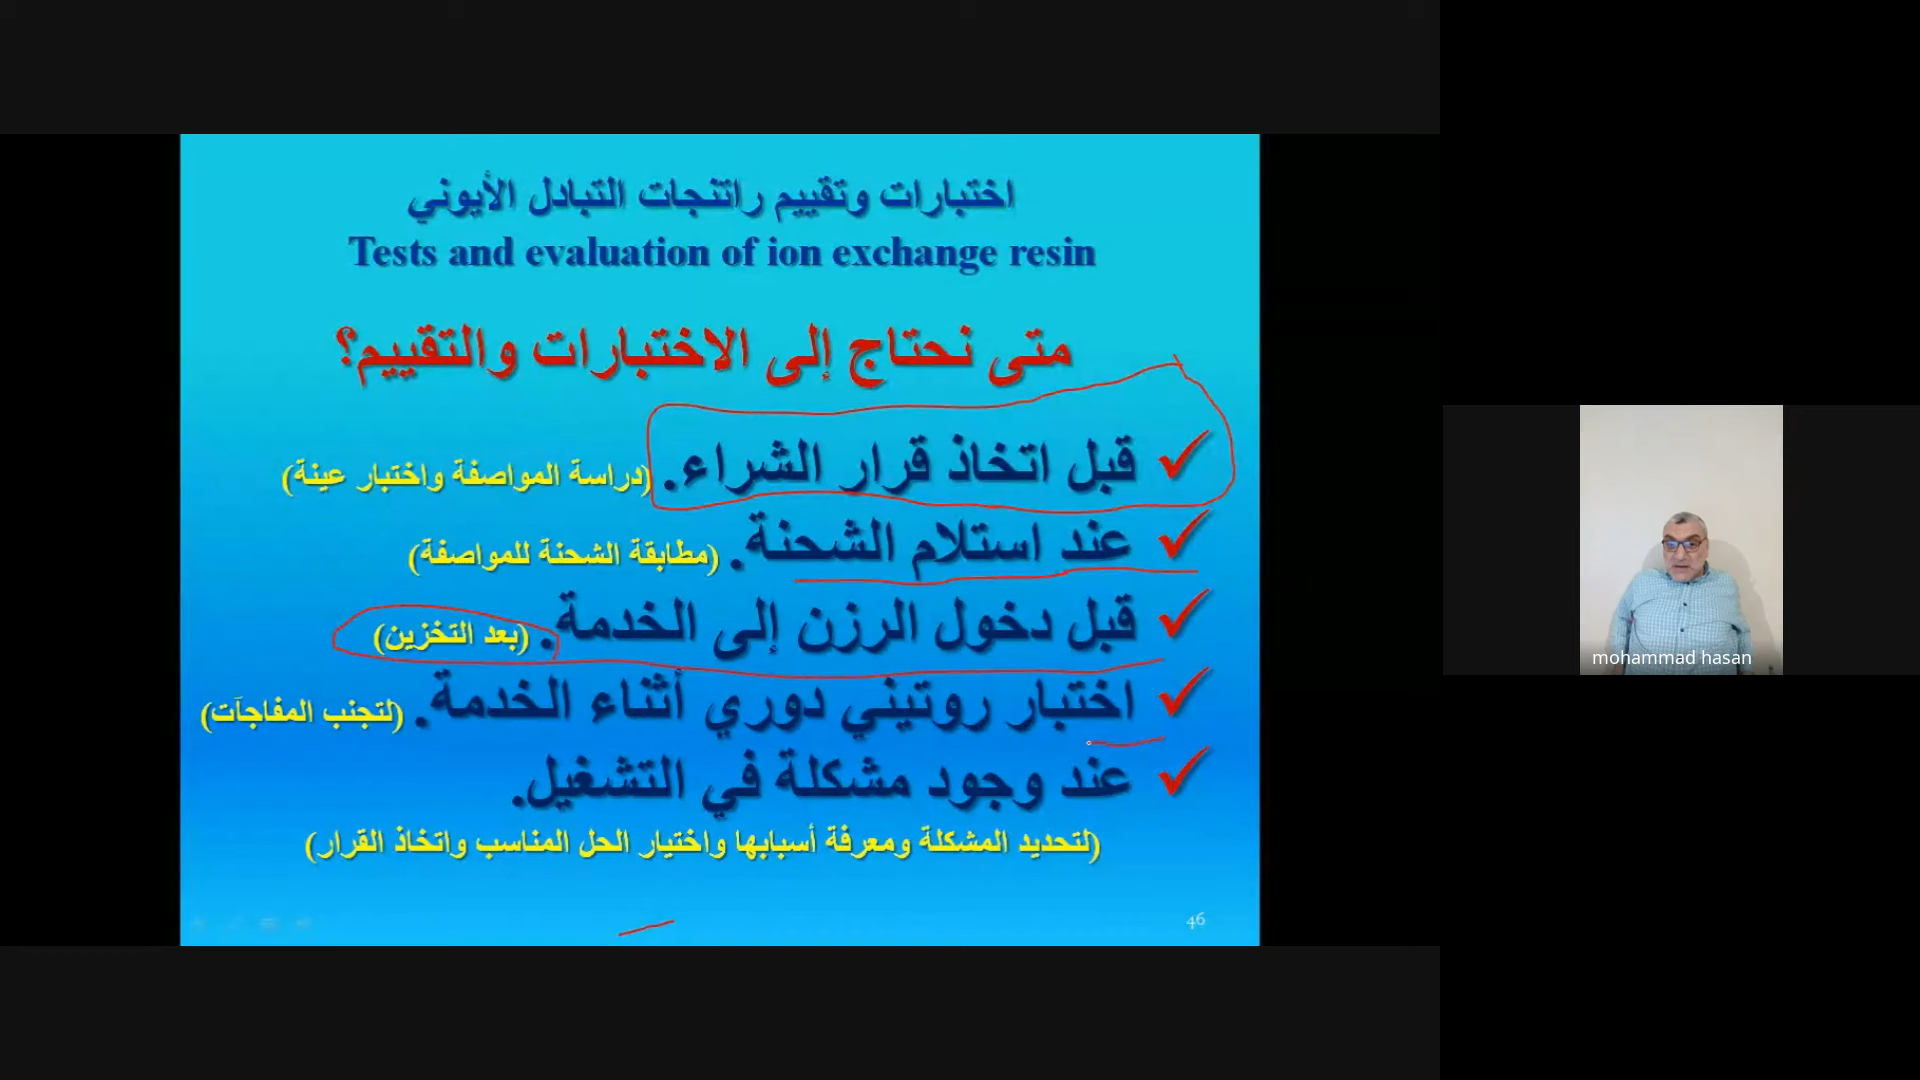 اختبارات وتقييم راتنجات التبادل الأيوني
Tests and evaluation of ion exchange resin
متى نحتاج إلى الاختبارات والتقييم؟
✓ قبل اتخاذ قرار الشراء. (دراسة المواصفة واختبار عينة)
✓ عند استلام الشحنة. (مطابقة الشحنة للمواصفة)
✓ قبل دخول الرزن إلى الخدمة. (بعد التخزين)
✓ اختبار روتيني دوري أثناء الخدمة. (لتجنب المفاجآت)
✓ عند وجود مشكلة في التشغيل.
(لتحديد المشكلة ومعرفة أسبابها واختيار الحل المناسب واتخاذ القرار)
46
mohammad hasan